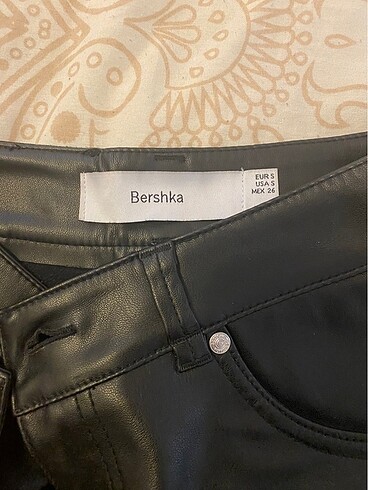 Bershka
EUR S
USA S
MEX 26